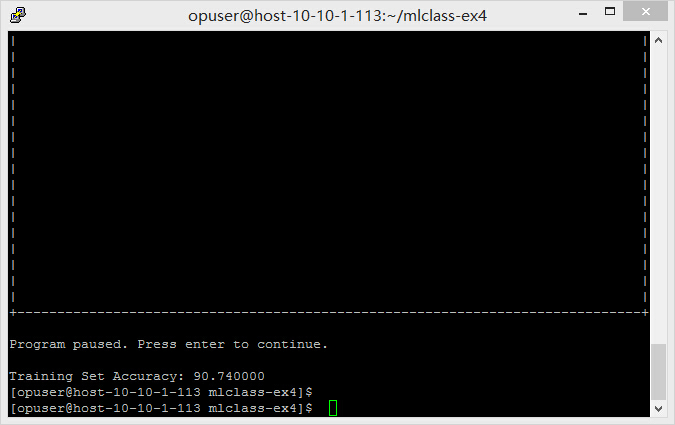 opuser@host-10-10-1-113:~/mlclass-ex4
+------------------------------------------------------------------------------+
Program paused. Press enter to continue.
Training Set Accuracy: 90.740000
[opuser@host-10-10-1-113 mlclass-ex4]$
[opuser@host-10-10-1-113 mlclass-ex4]$